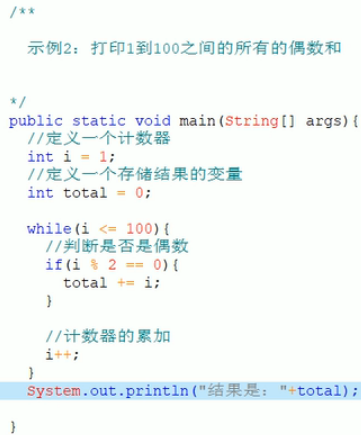 /**
示例2：打印1到100之间的所有的偶数和
*/
public static void main(String[] args){
//定义一个计数器
int i = 1;
//定义一个存储结果的变量
int total = 0;
while(i <= 100){
//判断是否是偶数
if(i % 2 == 0){
total += i;
}
//计数器的累加
i++;
}
System.out.println("结果是："+total);
}